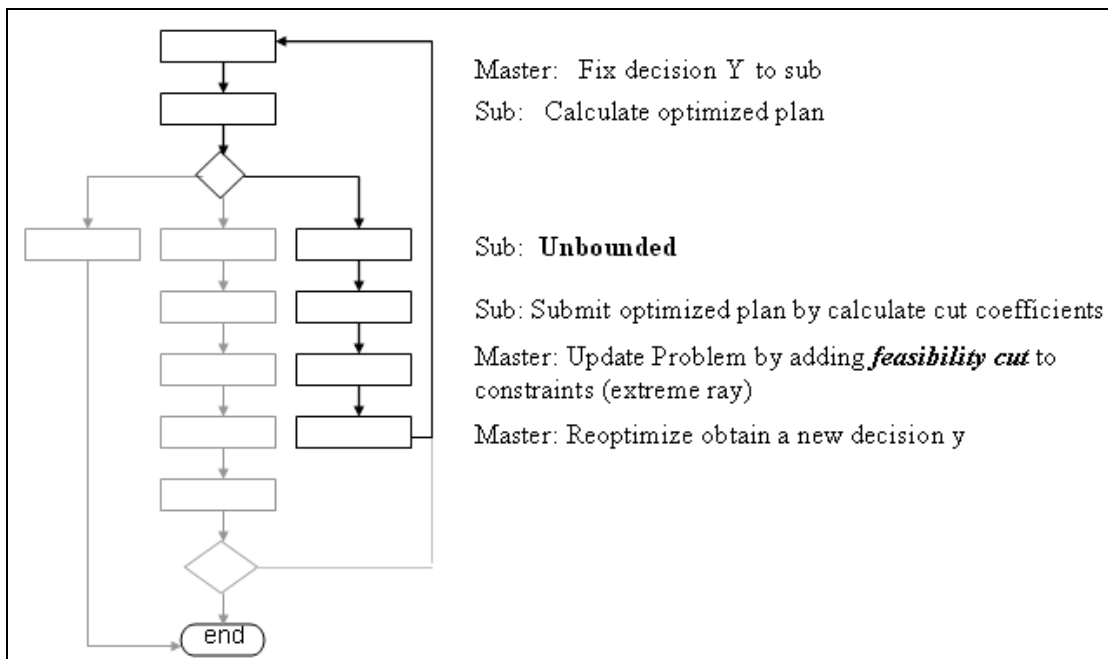 Master: Fix decision Y to sub
Sub: Calculate optimized plan
Sub: Unbounded
Sub: Submit optimized plan by calculate cut coefficients
Master: Update Problem by adding feasibility cut to
constraints (extreme ray)
Master: Reoptimize obtain a new decision y
end